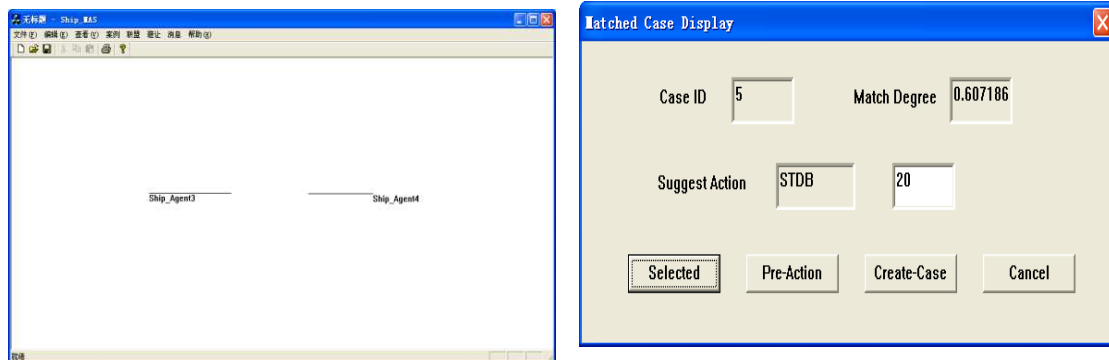 无标题 - Ship_MAS
文件(F) 编辑(E) 查看(V) 案例 联盟 避让 消息 帮助(H)
Ship_Agent3
Ship_Agent4
就绪
Matched Case Display
Case ID 5 Match Degree 0.607186
Suggest Action STDB 20
Selected Pre-Action Create-Case Cancel